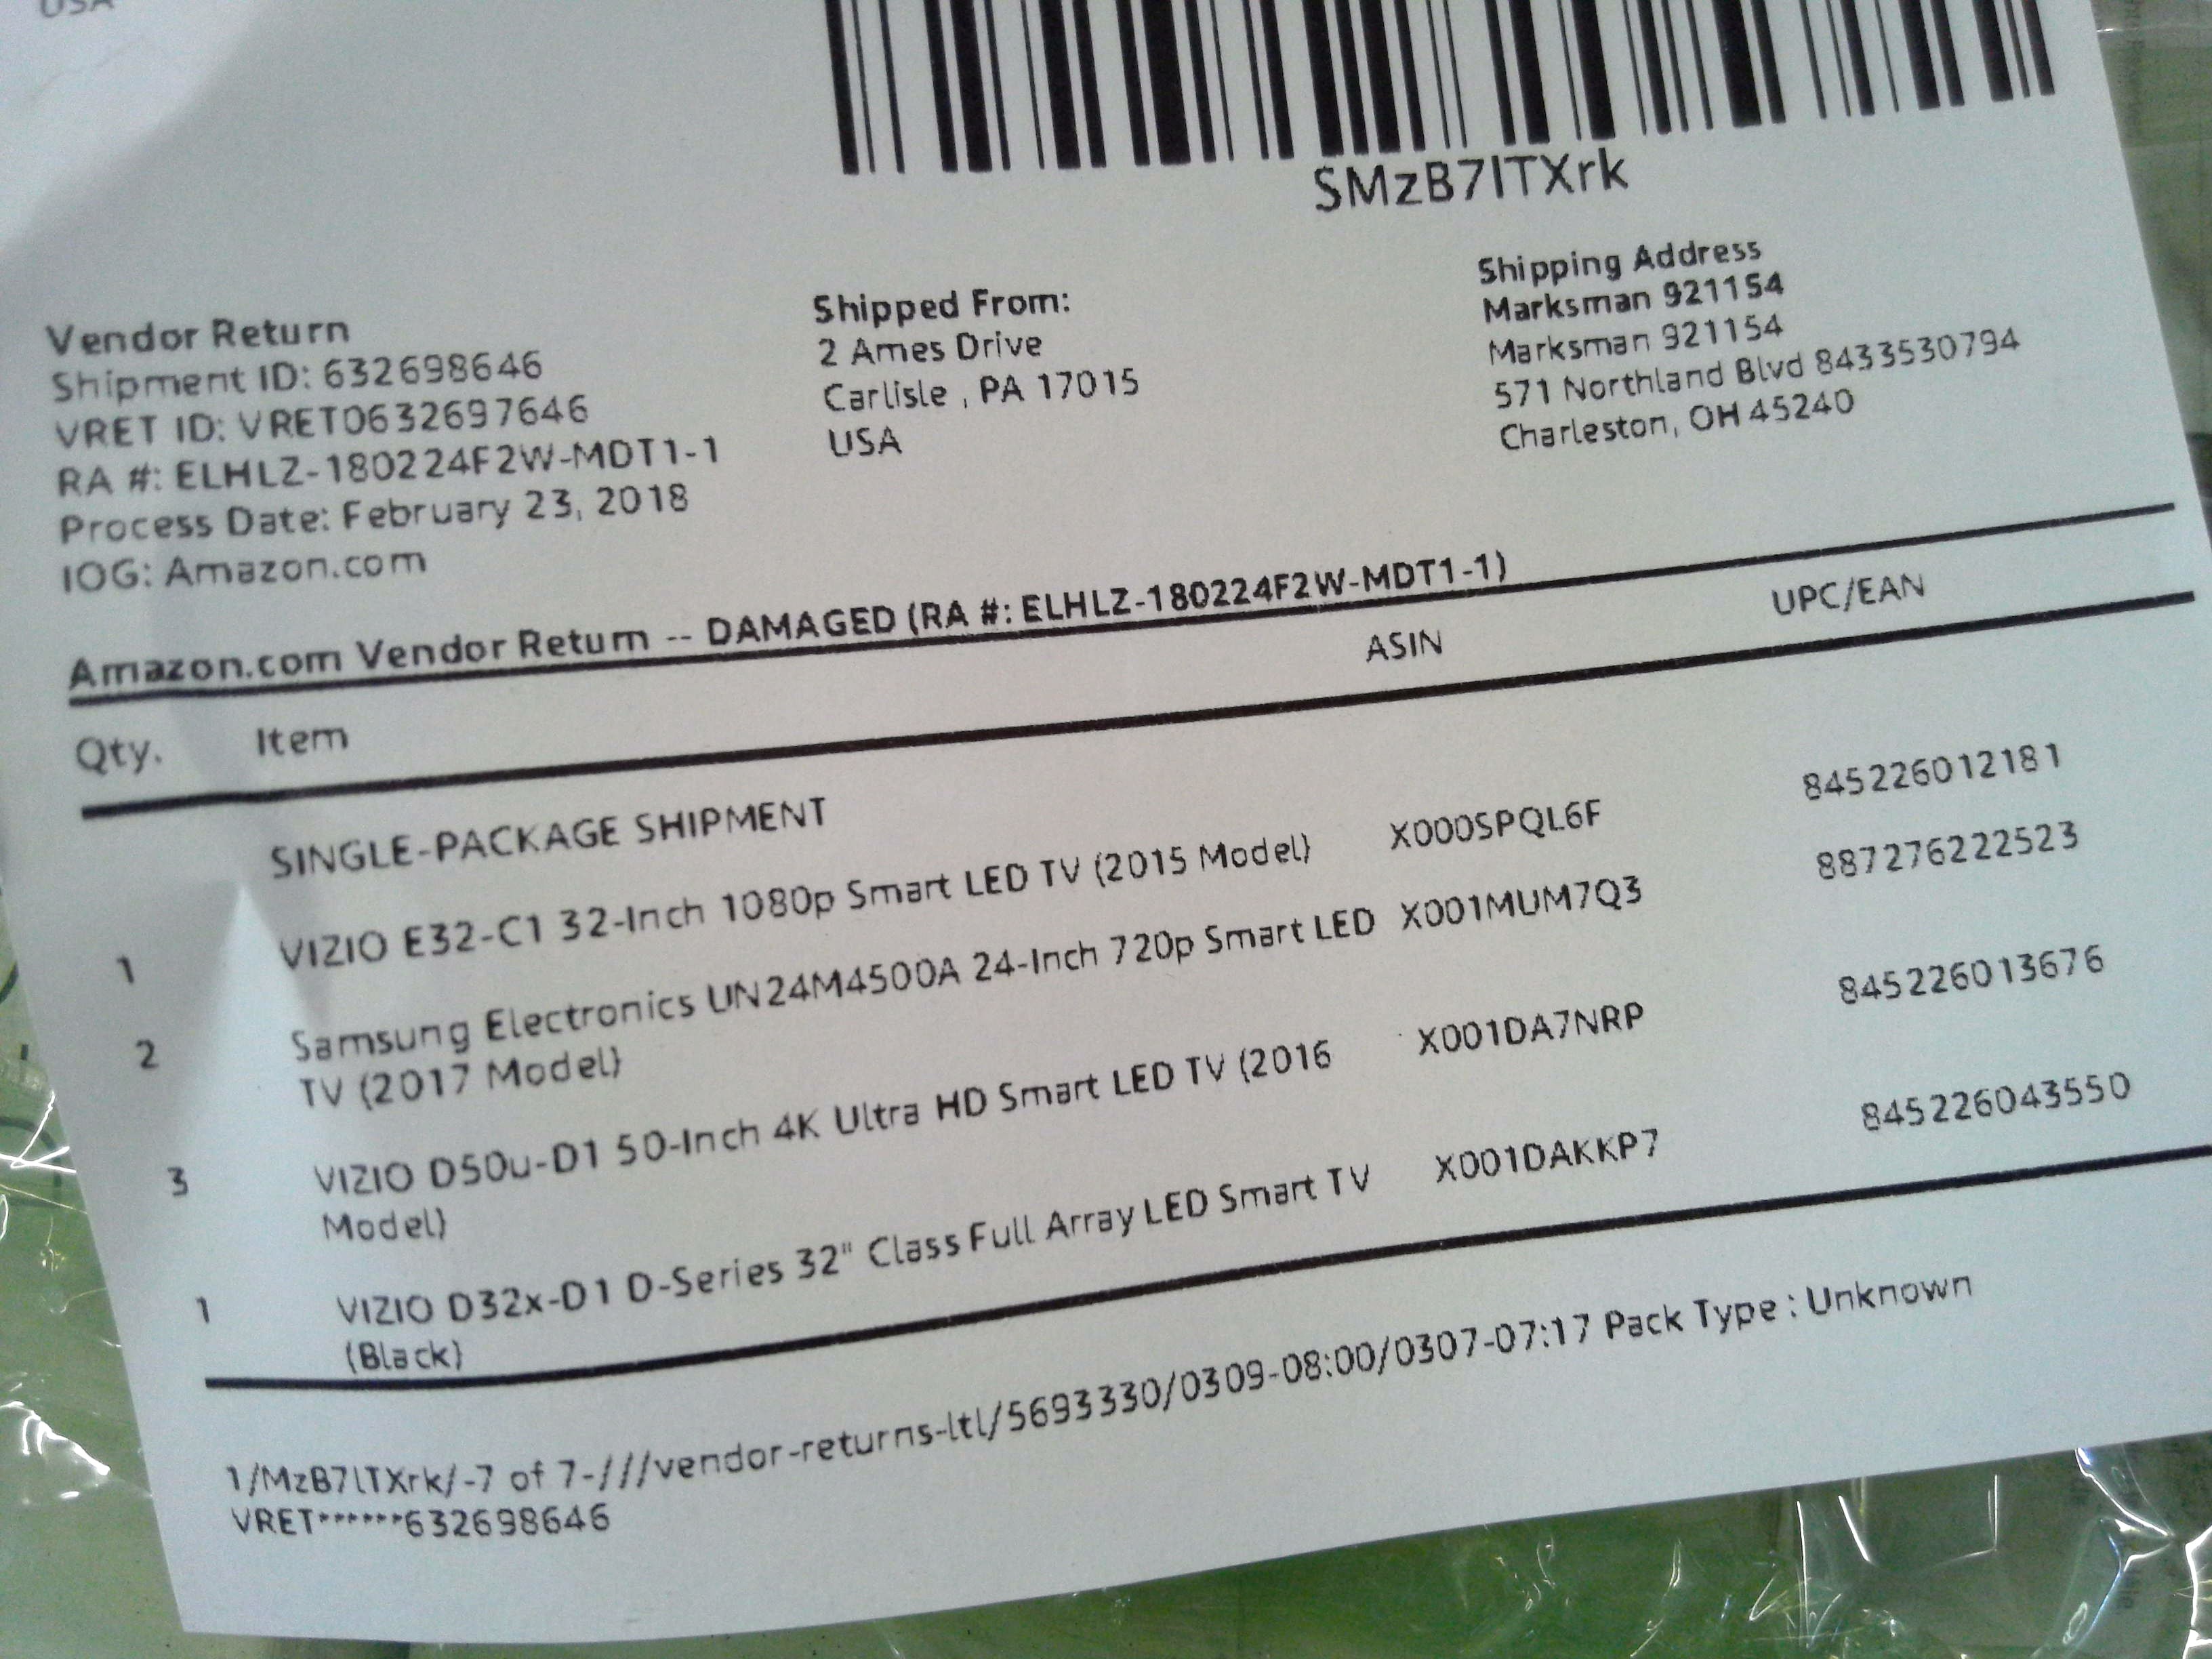 USA
SMzB7lTXrk
Vendor Return
Shipment ID: 632698646
VRET ID: VRET0632697646
RA #: ELHLZ-180224F2W-MDT1-1
Process Date: February 23, 2018
IOG: Amazon.com
Shipped From:
2 Ames Drive
Carlisle , PA 17015
USA
Shipping Address
Marksman 921154
Marksman 921154
571 Northland Blvd 8433530794
Charleston, OH 45240
Amazon.com Vendor Return -- DAMAGED (RA #: ELHLZ-180224F2W-MDT1-1)
Qty. Item ASIN UPC/EAN
SINGLE-PACKAGE SHIPMENT
1 VIZIO E32-C1 32-Inch 1080p Smart LED TV (2015 Model) X000SPQL6F 845226012181
2 Samsung Electronics UN24M4500A 24-Inch 720p Smart LED X001MUM7Q3 887276222523
TV (2017 Model)
3 VIZIO D50u-D1 50-Inch 4K Ultra HD Smart LED TV (2016 X001DA7NRP 845226013676
Model)
1 VIZIO D32x-D1 D-Series 32" Class Full Array LED Smart TV X001DAKKP7 845226043550
(Black)
1/MzB7lTXrk/-7 of 7-///vendor-returns-ltl/5693330/0309-08:00/0307-07:17 Pack Type : Unknown
VRET******632698646